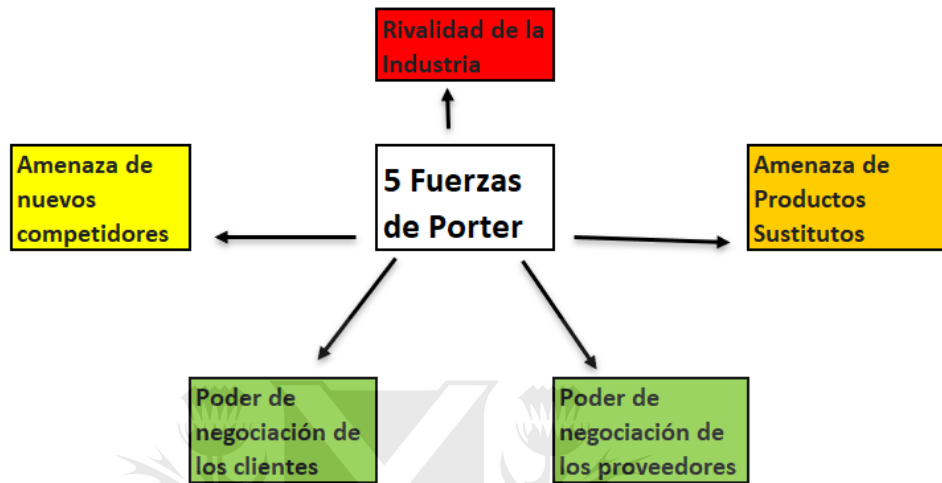 Rivalidad de la
Industria
Amenaza de
nuevos
competidores
5 Fuerzas
de Porter
Amenaza de
Productos
Sustitutos
Poder de
negociación de
los clientes
Poder de
negociación de
los proveedores